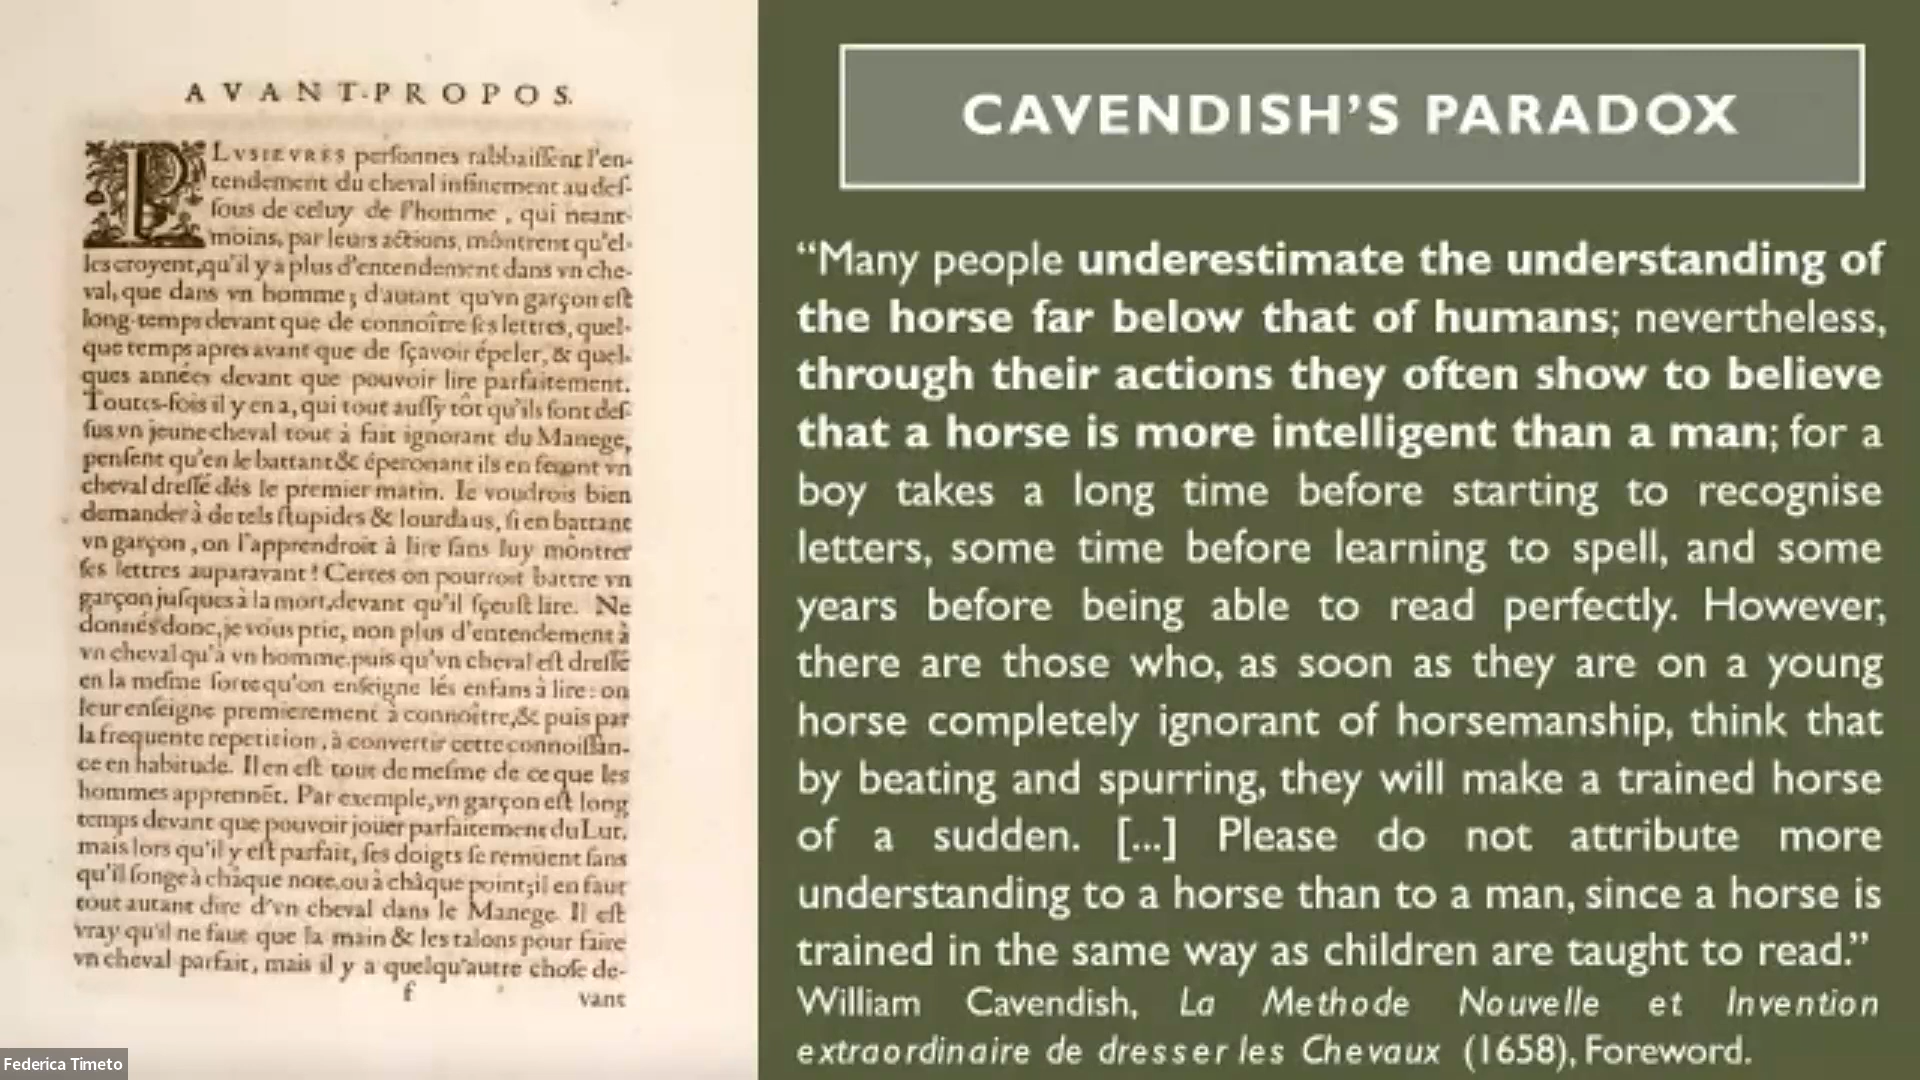 AVANT-PROPOS.
PLVSIEVRES personnes rabbaissent l'en-
tendement du cheval infinement au des-
sous de celuy de l'homme, qui neant-
moins, par leurs actions, môntrent qu'el-
les croyent, qu'il y a plus d'entendement dans vn che-
val, que dans vn homme; d'autant qu'vn garçon est
long-temps devant que de connoître ses lettres, quel-
que temps apres avant que de sçavoir épeler, & quel-
ques années devant que pouvoir lire parfaitement.
Toutes-fois il y en a, qui tout aussy tôt qu'ils sont des-
sus vn jeune cheval tout à fait ignorant du Manege,
pensent qu'en le battant & éperonant ils en feront vn
cheval dressé dés le premier matin. Ie voudrois bien
demander à de tels stupides & lourdaus, si en battant
vn garçon, on l'apprendroit à lire sans luy môntrer
ses lettres auparavant! Certes on pourroit battre vn
garçon jusques à la mort, devant qu'il sçeust lire. Ne
donnés donc, je vous prie, non plus d'entendement à
vn cheval qu'à vn homme, puis qu'vn cheval est dressé
en la mesme sorte qu'on enseigne lés enfans à lire: on
leur enseigne premierement à connoître, & puis par
la frequente repetition, à convertir cette connoissan-
ce en habitude. Il en est tout de mesme de ce que les
hommes apprennēt. Par exemple, vn garçon est long
temps devant que pouvoir jouer parfaitement du Lut,
mais lors qu'il y est parfait, ses doigts se remüent sans
qu'il songe à châque note, ou à châque point; il en faut
tout autant dire d'vn cheval dans le Manege. Il est
vray qu'il ne faut que la main & les talons pour faire
vn cheval parfait, mais il y a quelqu'autre chose de-
f
vant
CAVENDISH'S PARADOX
“Many people underestimate the understanding of
the horse far below that of humans; nevertheless,
through their actions they often show to believe
that a horse is more intelligent than a man; for a
boy takes a long time before starting to recognise
letters, some time before learning to spell, and some
years before being able to read perfectly. However,
there are those who, as soon as they are on a young
horse completely ignorant of horsemanship, think that
by beating and spurring, they will make a trained horse
of a sudden. [...] Please do not attribute more
understanding to a horse than to a man, since a horse is
trained in the same way as children are taught to read.”
William Cavendish, La Methode Nouvelle et Invention
extraordinaire de dresser les Chevaux (1658), Foreword.
Federica Timeto